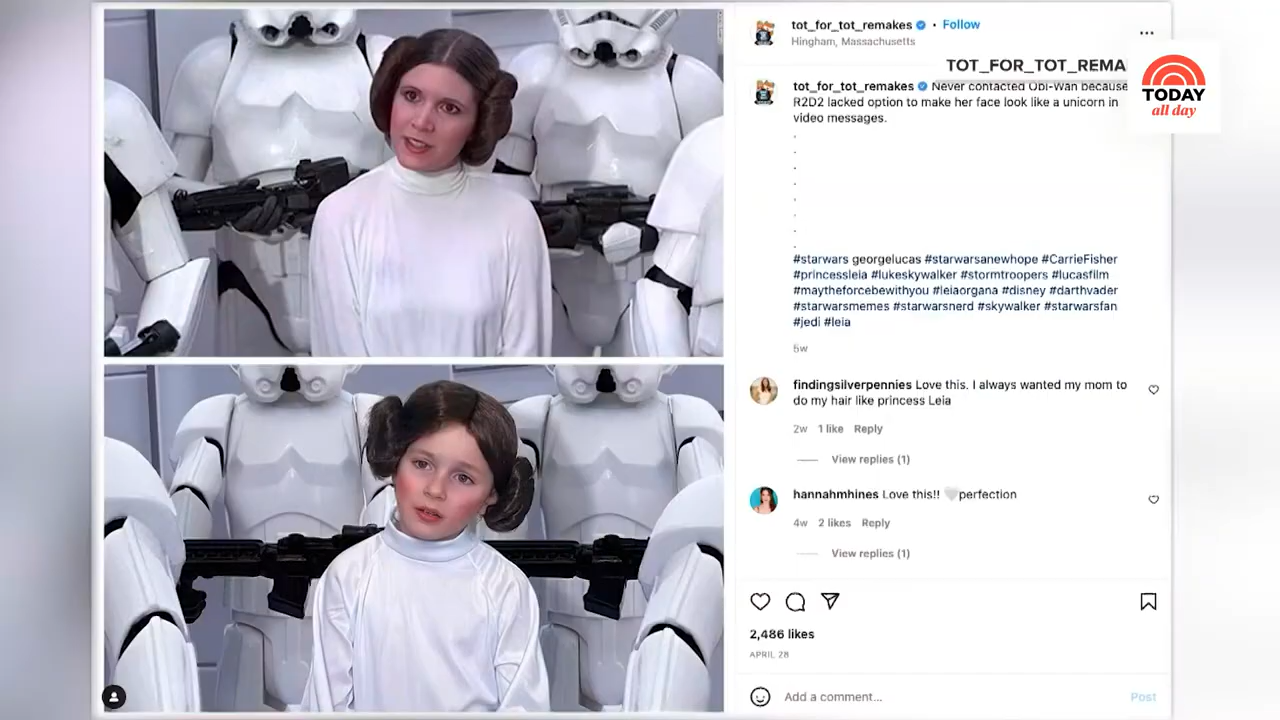 tot_for_tot_remakes • Follow
Hingham, Massachusetts
TOT_FOR_TOT_REMA
TODAY
all day
tot_for_tot_remakes Never contacted Obi-Wan because
R2D2 lacked option to make her face look like a unicorn in
video messages.
.
.
.
.
.
.
.
.
#starwars georgelucas #starwarsanewhope #CarrieFisher
#princessleia #lukeskywalker #stormtroopers #lucasfilm
#maytheforcebewithyou #leiaorgana #disney #darthvader
#starwarsmemes #starwarsnerd #skywalker #starwarsfan
#jedi #leia
5w
findingsilverpennies Love this. I always wanted my mom to
do my hair like princess Leia
2w 1 like Reply
View replies (1)
hannahmhines Love this!! 🤍perfection
4w 2 likes Reply
View replies (1)
2,486 likes
APRIL 28
Add a comment... Post